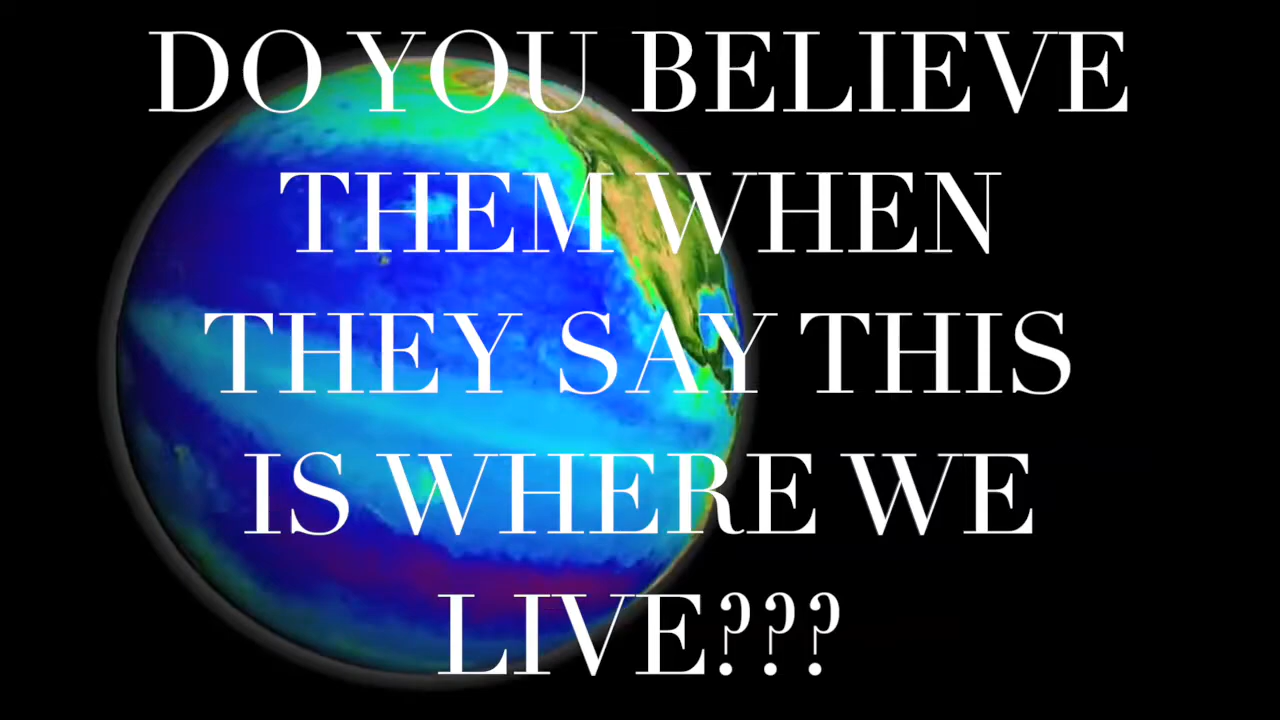 DO YOU BELIEVE
THEM WHEN
THEY SAY THIS
IS WHERE WE
LIVE???